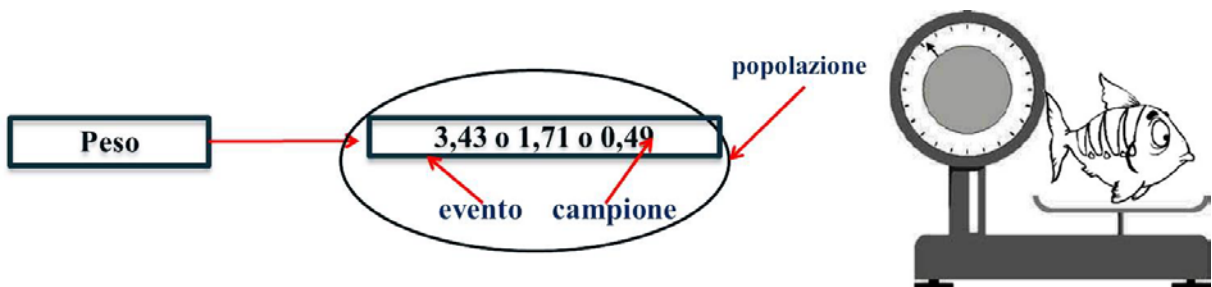 popolazione
Peso
3,43 o 1,71 o 0,49
evento
campione